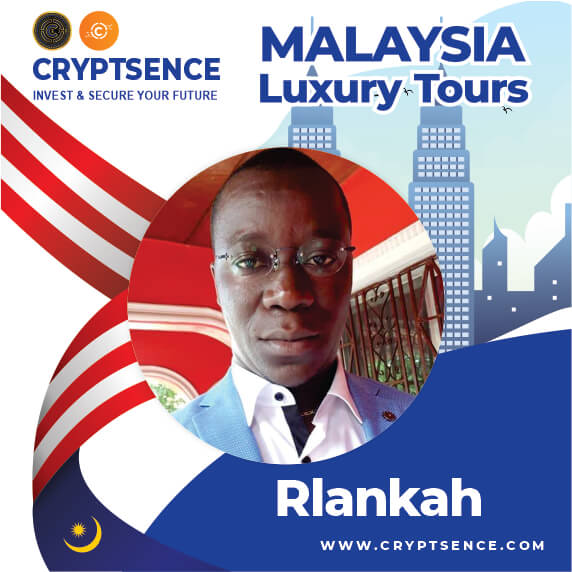 CRYPTSENCE
INVEST & SECURE YOUR FUTURE
MALAYSIA
Luxury Tours
Rlankah
WWW.CRYPTSENCE.COM